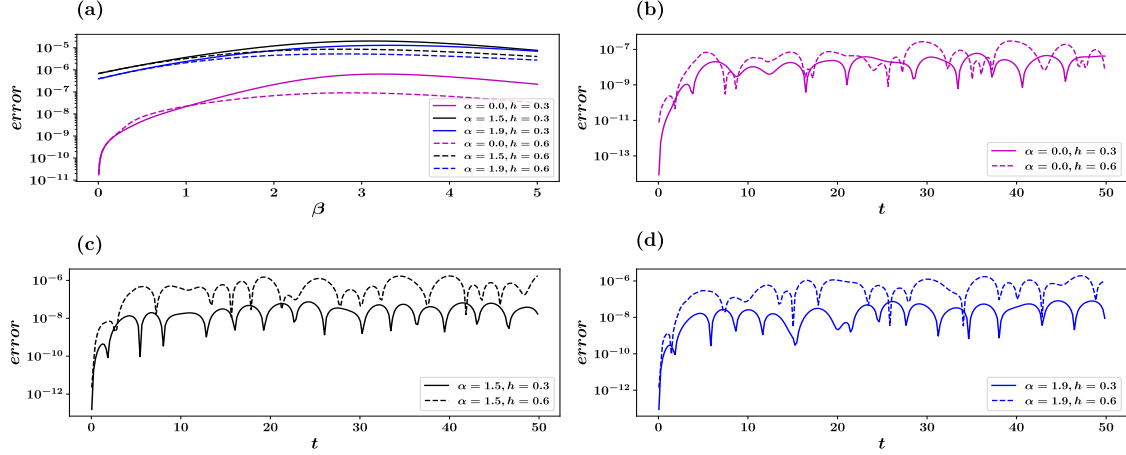 (a)
error
10⁻⁵
10⁻⁶
10⁻⁷
10⁻⁸
10⁻⁹
10⁻¹⁰
10⁻¹¹
0 1 2 3 4 5
β
α = 0.0, h = 0.3
α = 1.5, h = 0.3
α = 1.9, h = 0.3
α = 0.0, h = 0.6
α = 1.5, h = 0.6
α = 1.9, h = 0.6
(b)
error
10⁻⁷
10⁻⁹
10⁻¹¹
10⁻¹³
0 10 20 30 40 50
t
α = 0.0, h = 0.3
α = 0.0, h = 0.6
(c)
error
10⁻⁶
10⁻⁸
10⁻¹⁰
10⁻¹²
0 10 20 30 40 50
t
α = 1.5, h = 0.3
α = 1.5, h = 0.6
(d)
error
10⁻⁶
10⁻⁸
10⁻¹⁰
10⁻¹²
0 10 20 30 40 50
t
α = 1.9, h = 0.3
α = 1.9, h = 0.6